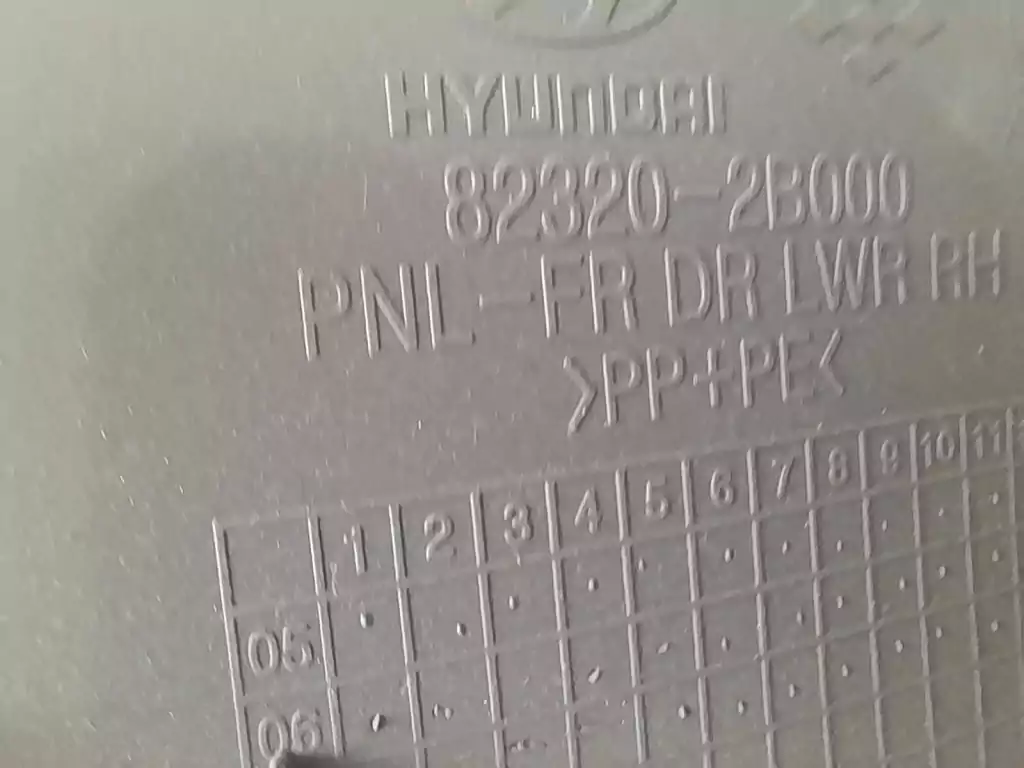 HYUNDAI
82320-2B000
PNL-FR DR LWR RH
>PP+PE<
1 2 3 4 5 6 7 8 9 10 11
05
06